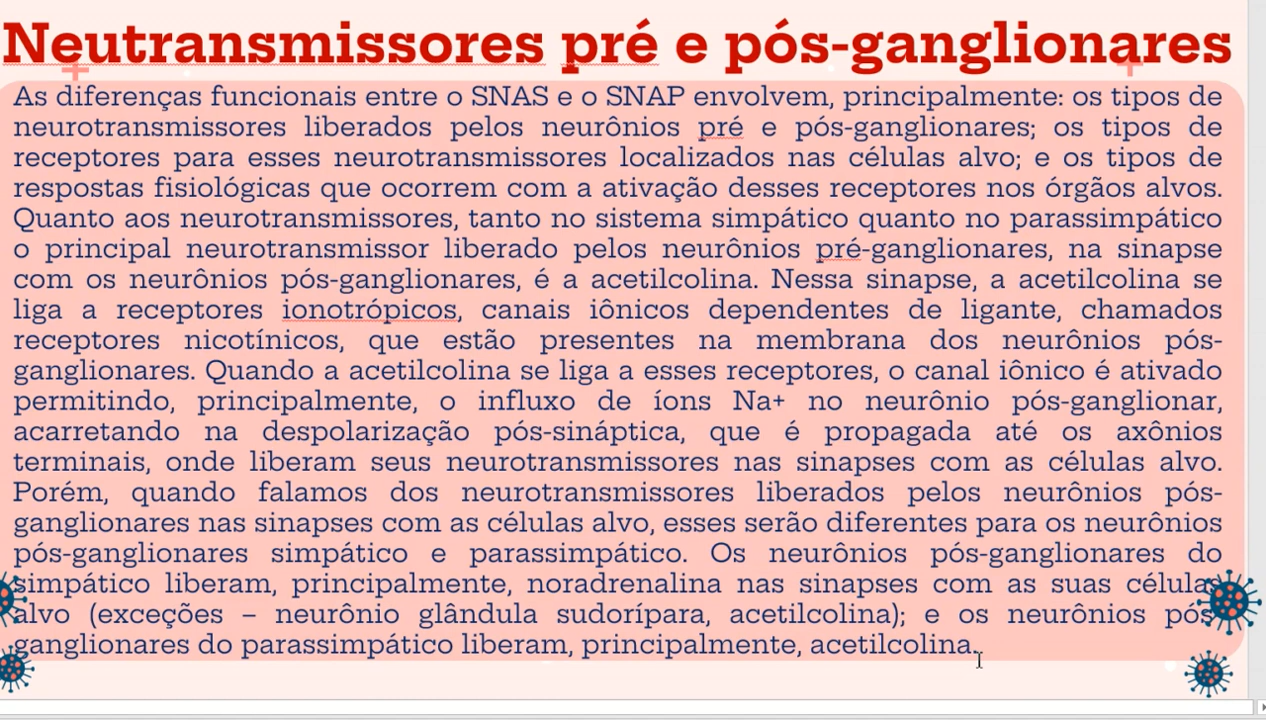 Neutransmissores pré e pós-ganglionares
As diferenças funcionais entre o SNAS e o SNAP envolvem, principalmente: os tipos de
neurotransmissores liberados pelos neurônios pré e pós-ganglionares; os tipos de
receptores para esses neurotransmissores localizados nas células alvo; e os tipos de
respostas fisiológicas que ocorrem com a ativação desses receptores nos órgãos alvos.
Quanto aos neurotransmissores, tanto no sistema simpático quanto no parassimpático
o principal neurotransmissor liberado pelos neurônios pré-ganglionares, na sinapse
com os neurônios pós-ganglionares, é a acetilcolina. Nessa sinapse, a acetilcolina se
liga a receptores ionotrópicos, canais iônicos dependentes de ligante, chamados
receptores nicotínicos, que estão presentes na membrana dos neurônios pós-
ganglionares. Quando a acetilcolina se liga a esses receptores, o canal iônico é ativado
permitindo, principalmente, o influxo de íons Na+ no neurônio pós-ganglionar,
acarretando na despolarização pós-sináptica, que é propagada até os axônios
terminais, onde liberam seus neurotransmissores nas sinapses com as células alvo.
Porém, quando falamos dos neurotransmissores liberados pelos neurônios pós-
ganglionares nas sinapses com as células alvo, esses serão diferentes para os neurônios
pós-ganglionares simpático e parassimpático. Os neurônios pós-ganglionares do
simpático liberam, principalmente, noradrenalina nas sinapses com as suas células
alvo (exceções – neurônio glândula sudorípara, acetilcolina); e os neurônios pós-
ganglionares do parassimpático liberam, principalmente, acetilcolina.